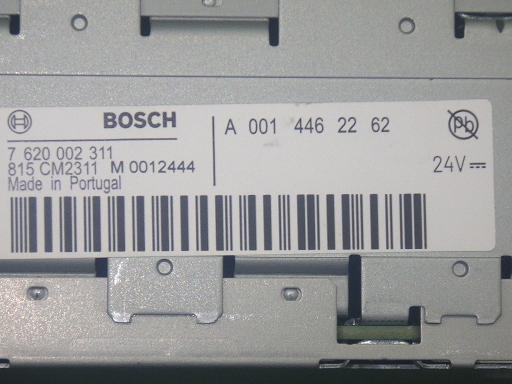 BOSCH
7 620 002 311
815 CM2311 M 0012444
Made in Portugal
A 001 446 22 62
Pb
24V